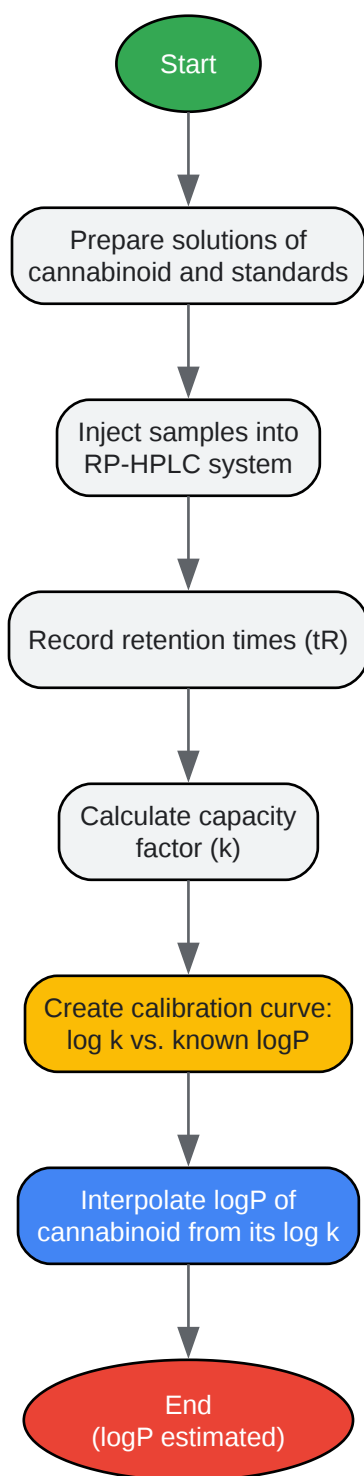 Start
Prepare solutions of
cannabinoid and standards
Inject samples into
RP-HPLC system
Record retention times (tR)
Calculate capacity
factor (k)
Create calibration curve:
log k vs. known logP
Interpolate logP of
cannabinoid from its log k
End
(logP estimated)